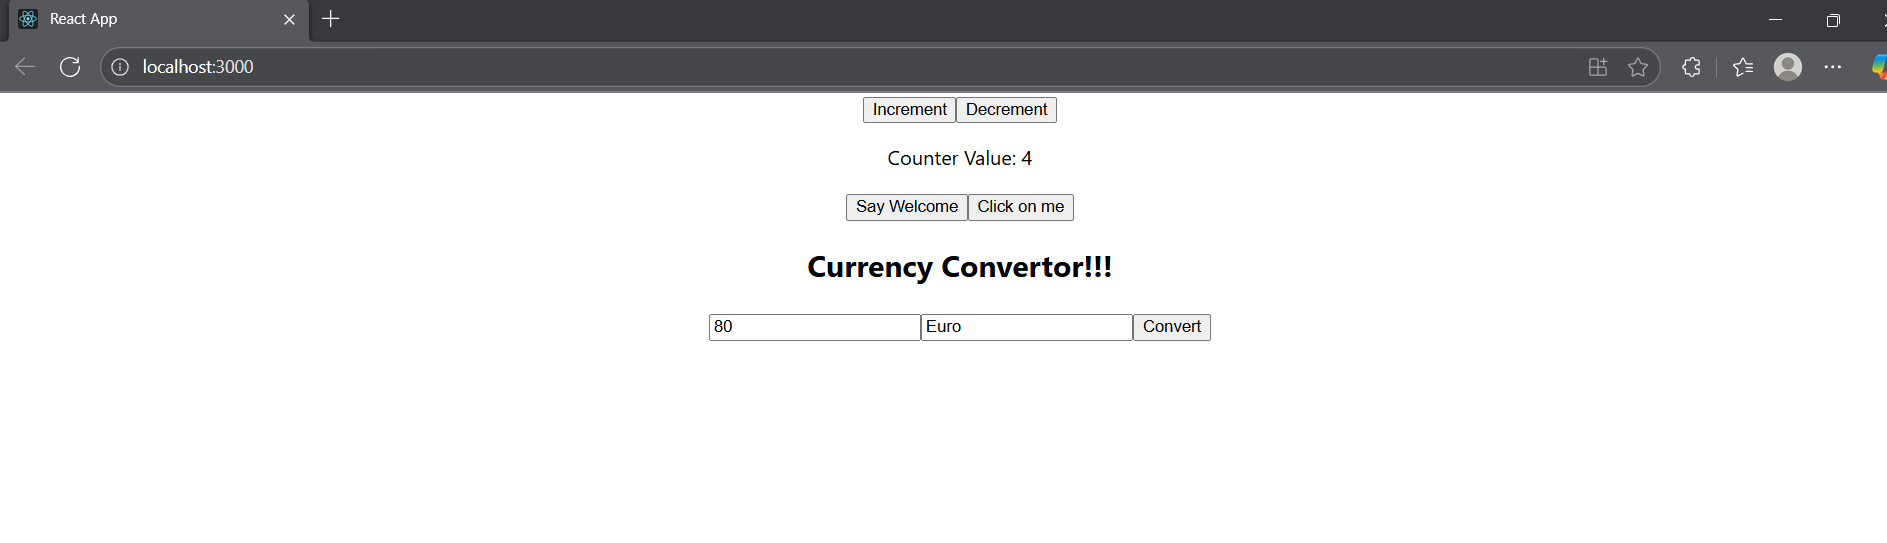 React App
localhost:3000
Increment Decrement
Counter Value: 4
Say Welcome Click on me
Currency Convertor!!!
80 Euro Convert